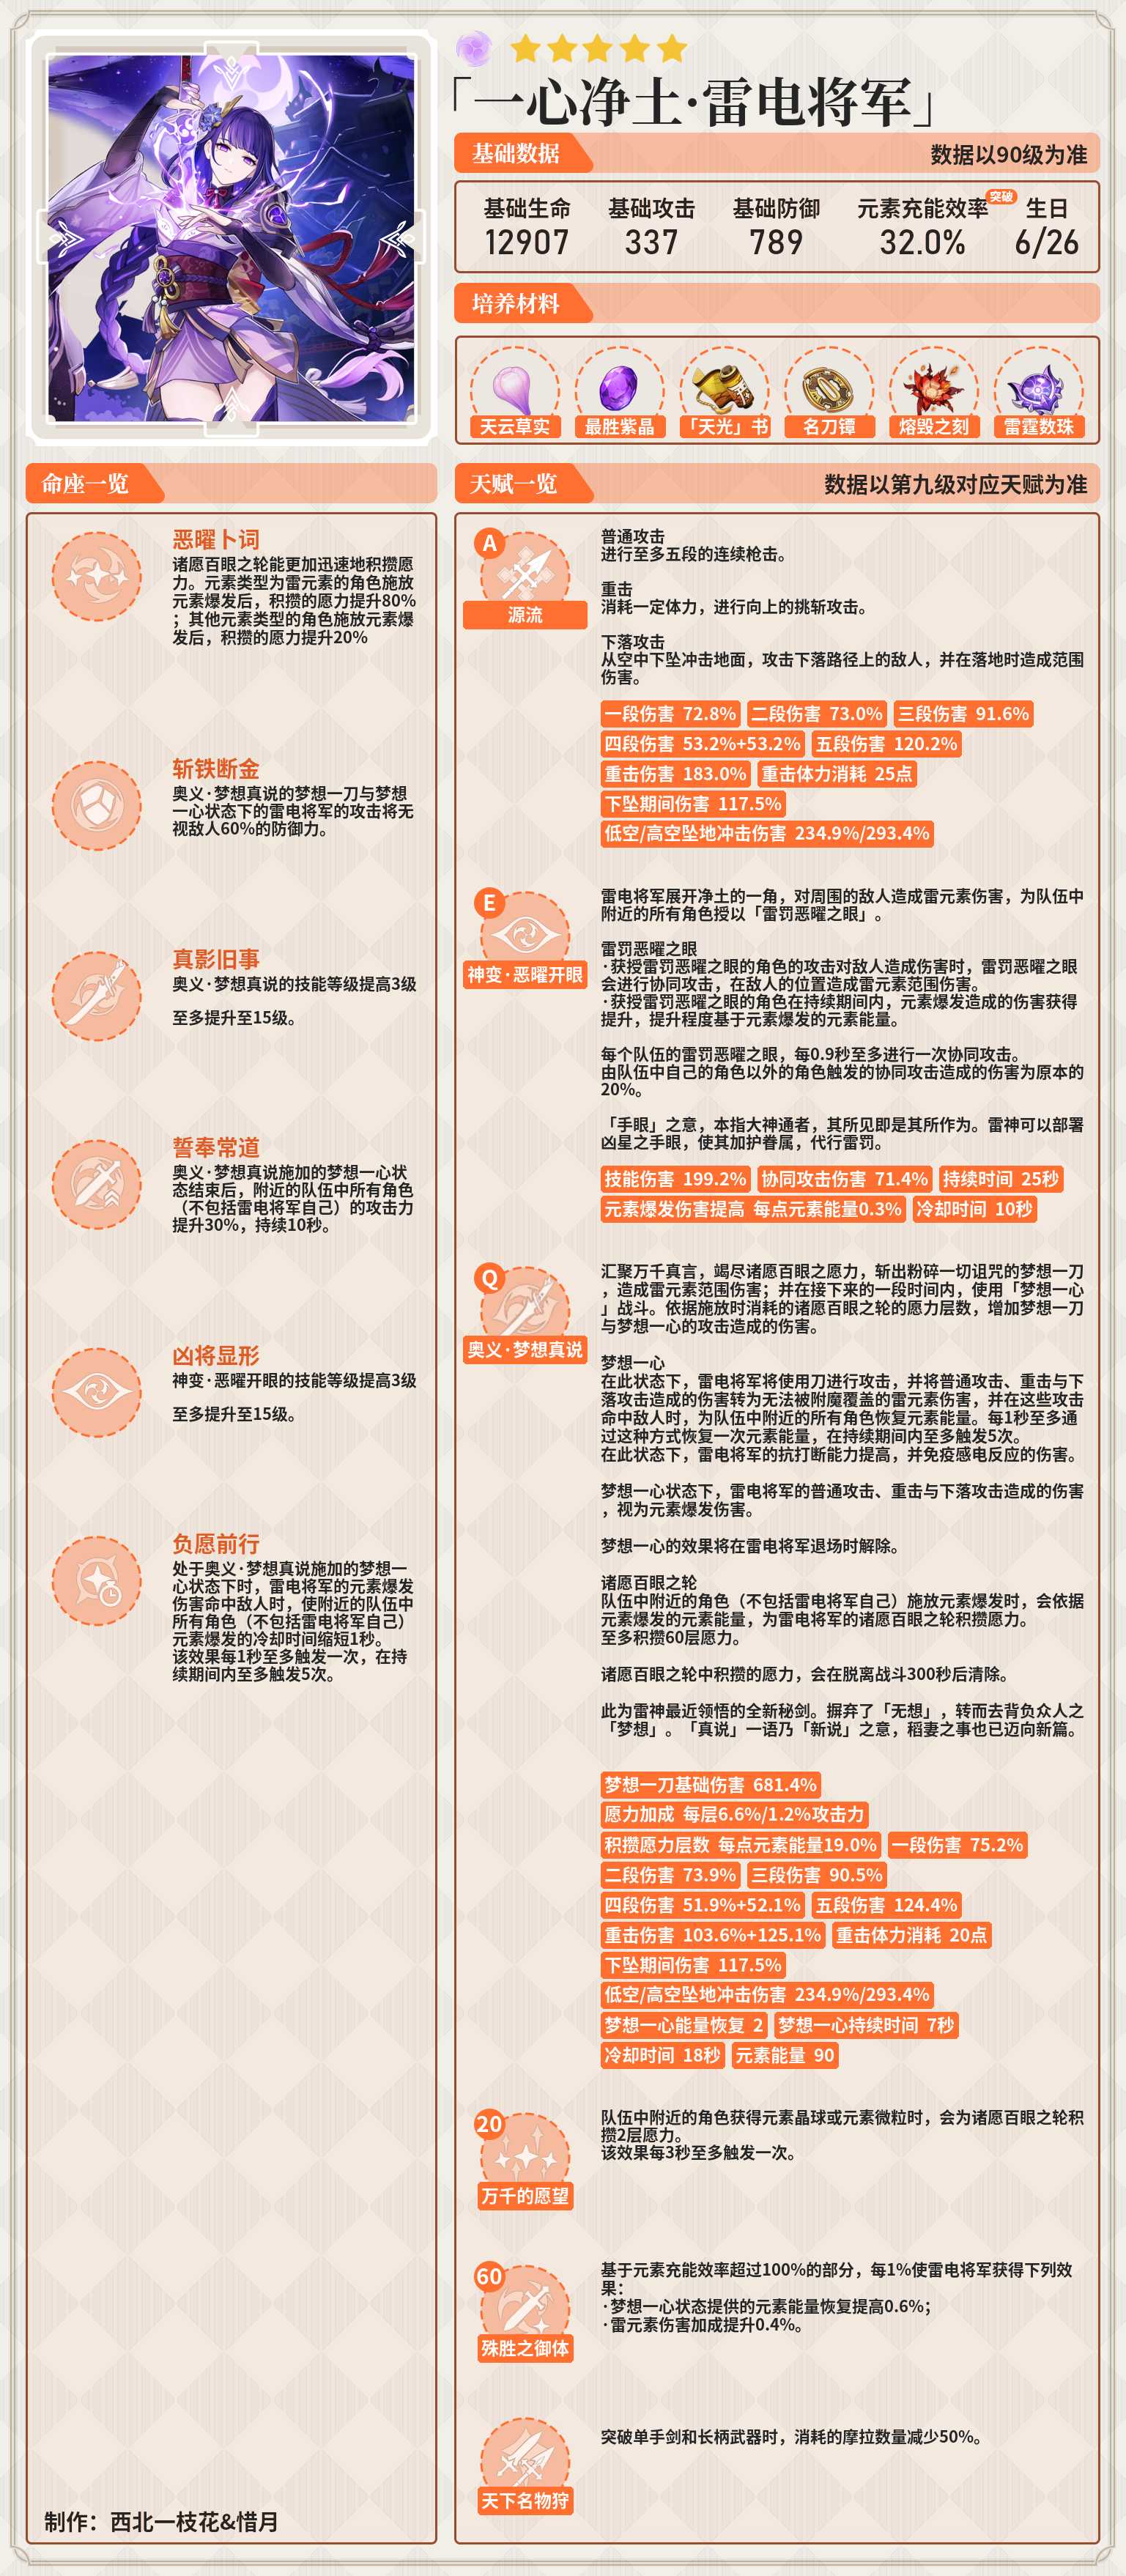 「一心净土·雷电将军」
基础数据
数据以90级为准
基础生命
12907
基础攻击
337
基础防御
789
元素充能效率
突破
32.0%
生日
6/26
培养材料
天云草实
最胜紫晶
「天光」书
名刀镡
熔毁之刻
雷霆数珠
命座一览
恶曜卜词
诸愿百眼之轮能更加迅速地积攒愿
力。元素类型为雷元素的角色施放
元素爆发后，积攒的愿力提升80%
；其他元素类型的角色施放元素爆
发后，积攒的愿力提升20%
斩铁断金
奥义·梦想真说的梦想一刀与梦想
一心状态下的雷电将军的攻击将无
视敌人60%的防御力。
真影旧事
奥义·梦想真说的技能等级提高3级
至多提升至15级。
誓奉常道
奥义·梦想真说施加的梦想一心状
态结束后，附近的队伍中所有角色
（不包括雷电将军自己）的攻击力
提升30%，持续10秒。
凶将显形
神变·恶曜开眼的技能等级提高3级
至多提升至15级。
负愿前行
处于奥义·梦想真说施加的梦想一
心状态下时，雷电将军的元素爆发
伤害命中敌人时，使附近的队伍中
所有角色（不包括雷电将军自己）
元素爆发的冷却时间缩短1秒。
该效果每1秒至多触发一次，在持
续期间内至多触发5次。
制作：西北一枝花&惜月
天赋一览
数据以第九级对应天赋为准
A
源流
普通攻击
进行至多五段的连续枪击。
重击
消耗一定体力，进行向上的挑斩攻击。
下落攻击
从空中下坠冲击地面，攻击下落路径上的敌人，并在落地时造成范围
伤害。
一段伤害 72.8% 二段伤害 73.0% 三段伤害 91.6%
四段伤害 53.2%+53.2% 五段伤害 120.2%
重击伤害 183.0% 重击体力消耗 25点
下坠期间伤害 117.5%
低空/高空坠地冲击伤害 234.9%/293.4%
E
神变·恶曜开眼
雷电将军展开净土的一角，对周围的敌人造成雷元素伤害，为队伍中
附近的所有角色授以「雷罚恶曜之眼」。
雷罚恶曜之眼
·获授雷罚恶曜之眼的角色的攻击对敌人造成伤害时，雷罚恶曜之眼
会进行协同攻击，在敌人的位置造成雷元素范围伤害。
·获授雷罚恶曜之眼的角色在持续期间内，元素爆发造成的伤害获得
提升，提升程度基于元素爆发的元素能量。
每个队伍的雷罚恶曜之眼，每0.9秒至多进行一次协同攻击。
由队伍中自己的角色以外的角色触发的协同攻击造成的伤害为原本的
20%。
「手眼」之意，本指大神通者，其所见即是其所作为。雷神可以部署
凶星之手眼，使其加护眷属，代行雷罚。
技能伤害 199.2% 协同攻击伤害 71.4% 持续时间 25秒
元素爆发伤害提高 每点元素能量0.3% 冷却时间 10秒
Q
奥义·梦想真说
汇聚万千真言，竭尽诸愿百眼之愿力，斩出粉碎一切诅咒的梦想一刀
，造成雷元素范围伤害；并在接下来的一段时间内，使用「梦想一心
」战斗。依据施放时消耗的诸愿百眼之轮的愿力层数，增加梦想一刀
与梦想一心的攻击造成的伤害。
梦想一心
在此状态下，雷电将军将使用刀进行攻击，并将普通攻击、重击与下
落攻击造成的伤害转为无法被附魔覆盖的雷元素伤害，并在这些攻击
命中敌人时，为队伍中附近的所有角色恢复元素能量。每1秒至多通
过这种方式恢复一次元素能量，在持续期间内至多触发5次。
在此状态下，雷电将军的抗打断能力提高，并免疫感电反应的伤害。
梦想一心状态下，雷电将军的普通攻击、重击与下落攻击造成的伤害
，视为元素爆发伤害。
梦想一心的效果将在雷电将军退场时解除。
诸愿百眼之轮
队伍中附近的角色（不包括雷电将军自己）施放元素爆发时，会依据
元素爆发的元素能量，为雷电将军的诸愿百眼之轮积攒愿力。
至多积攒60层愿力。
诸愿百眼之轮中积攒的愿力，会在脱离战斗300秒后清除。
此为雷神最近领悟的全新秘剑。摒弃了「无想」，转而去背负众人之
「梦想」。「真说」一语乃「新说」之意，稻妻之事也已迈向新篇。
梦想一刀基础伤害 681.4%
愿力加成 每层6.6%/1.2%攻击力
积攒愿力层数 每点元素能量19.0% 一段伤害 75.2%
二段伤害 73.9% 三段伤害 90.5%
四段伤害 51.9%+52.1% 五段伤害 124.4%
重击伤害 103.6%+125.1% 重击体力消耗 20点
下坠期间伤害 117.5%
低空/高空坠地冲击伤害 234.9%/293.4%
梦想一心能量恢复 2 梦想一心持续时间 7秒
冷却时间 18秒 元素能量 90
20
万千的愿望
队伍中附近的角色获得元素晶球或元素微粒时，会为诸愿百眼之轮积
攒2层愿力。
该效果每3秒至多触发一次。
60
殊胜之御体
基于元素充能效率超过100%的部分，每1%使雷电将军获得下列效
果：
·梦想一心状态提供的元素能量恢复提高0.6%；
·雷元素伤害加成提升0.4%。
天下名物狩
突破单手剑和长柄武器时，消耗的摩拉数量减少50%。